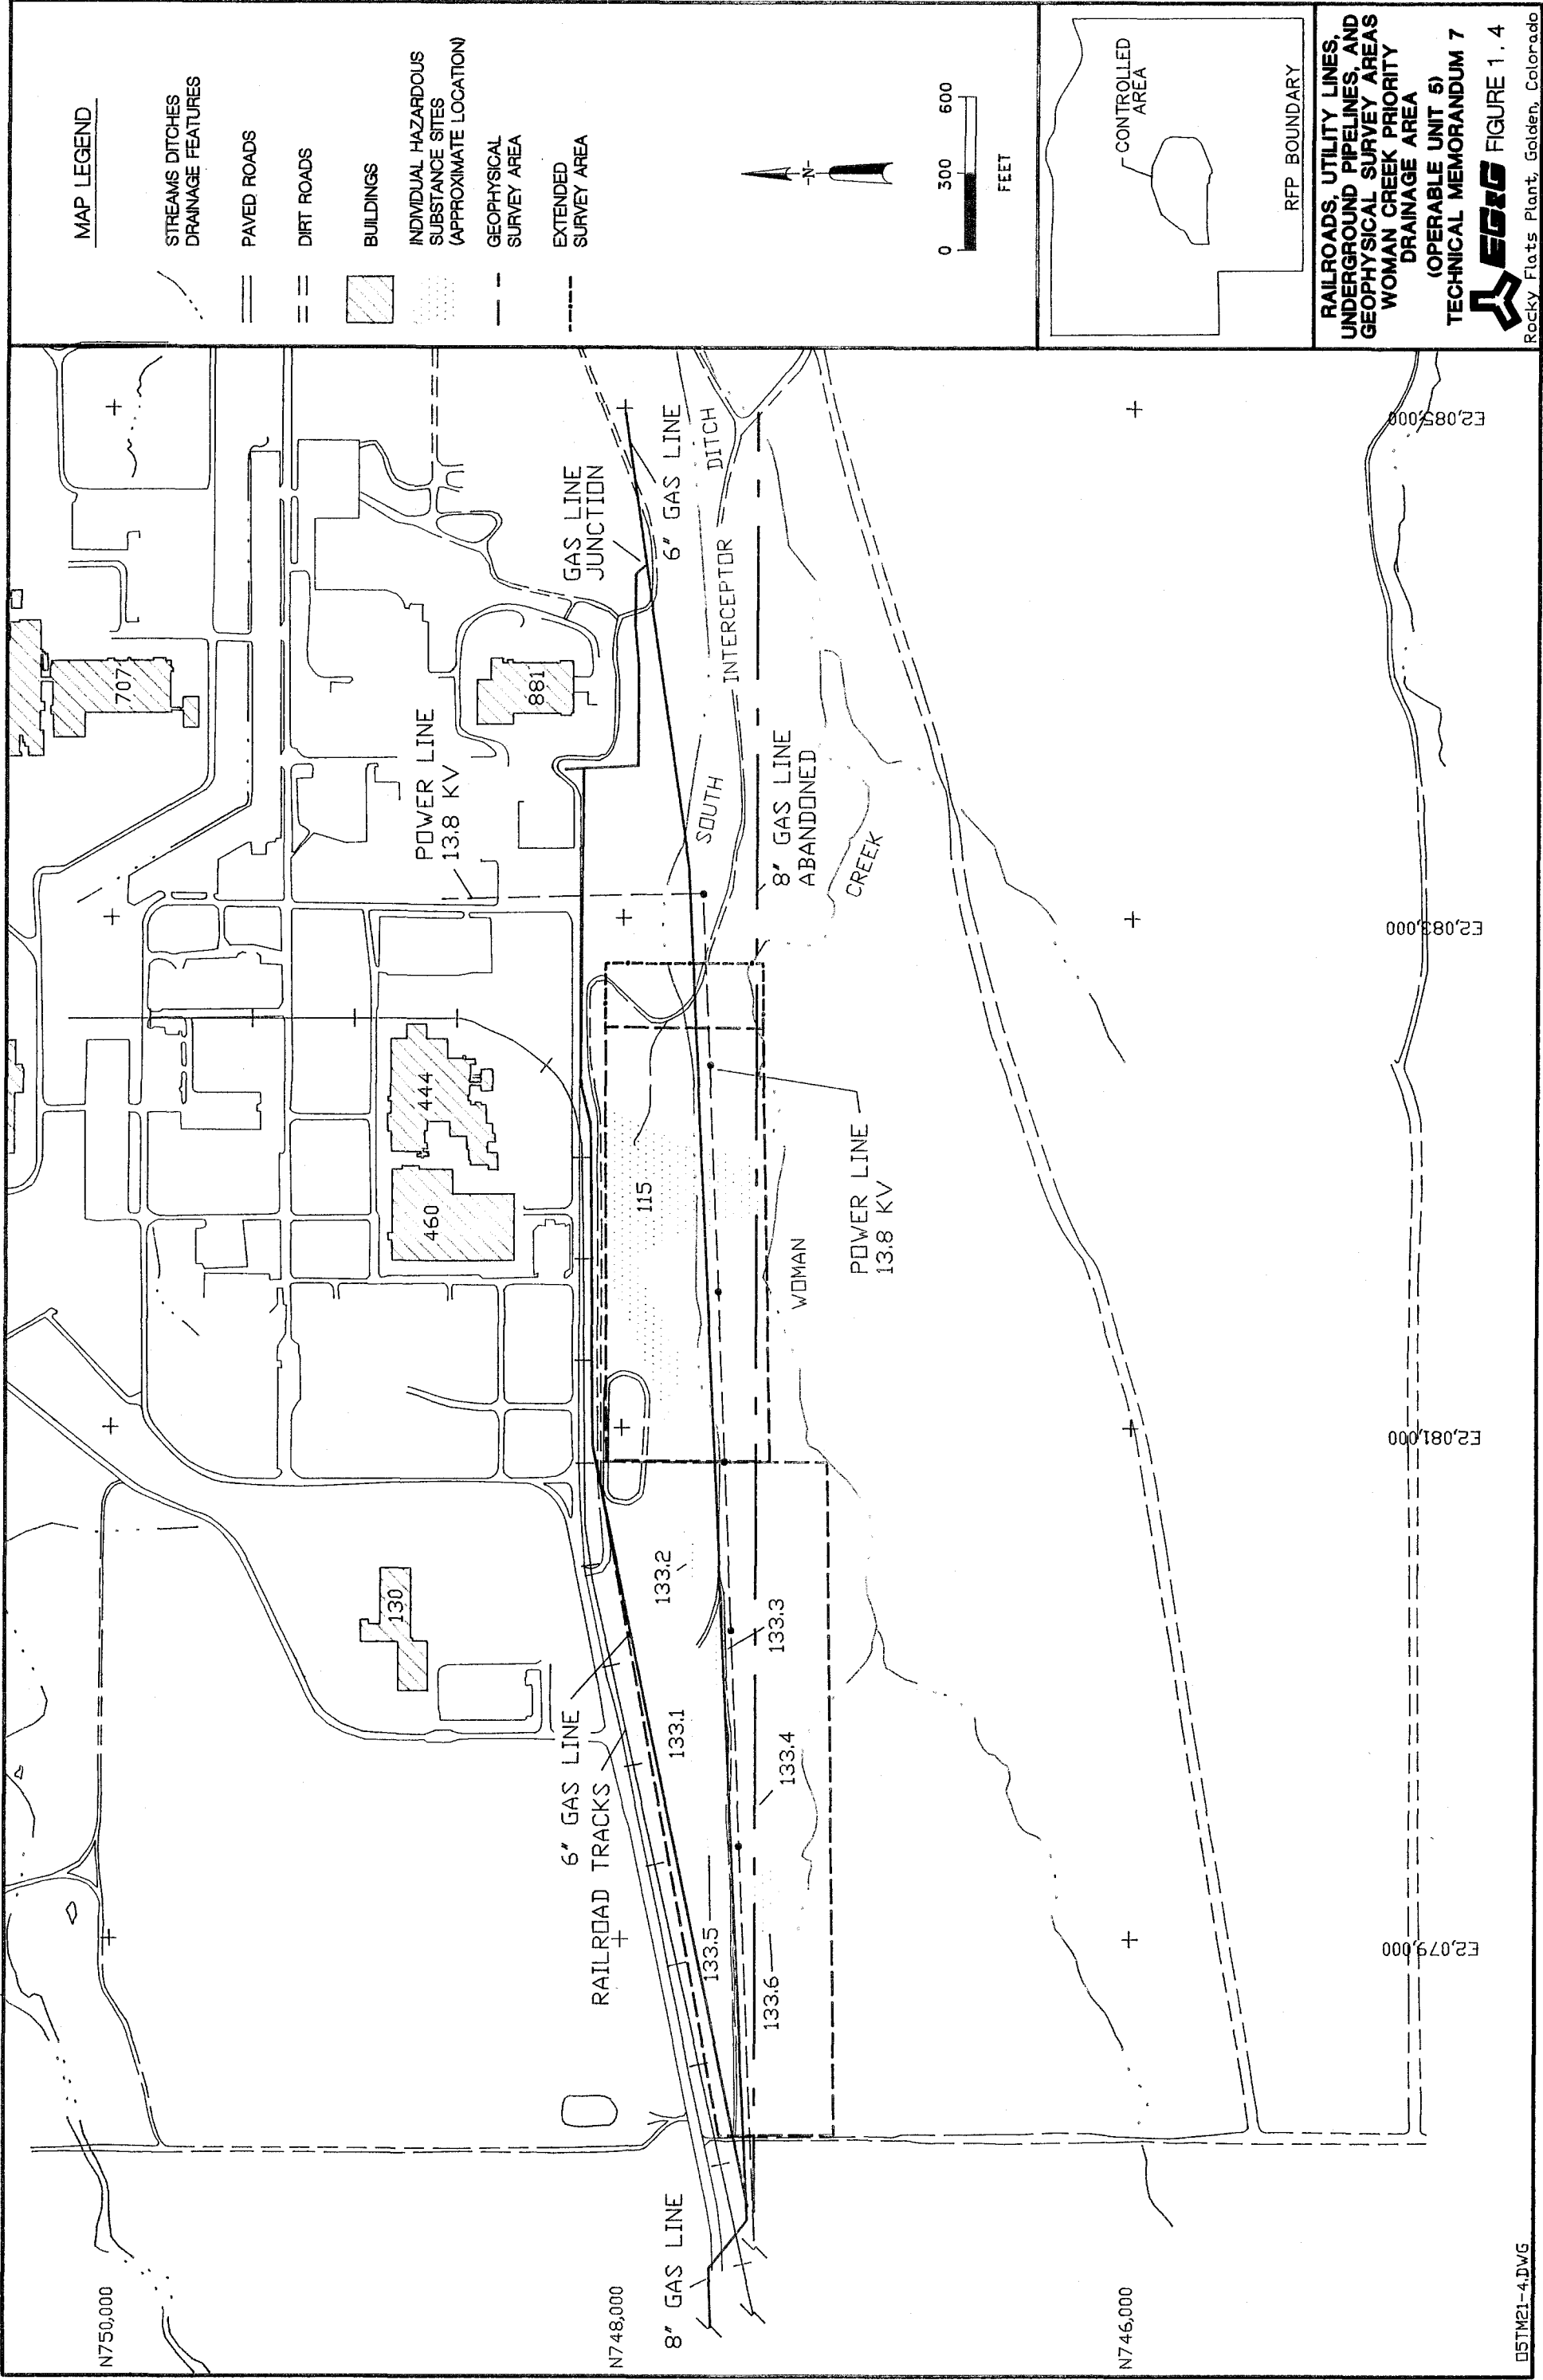 MAP LEGEND
STREAMS DITCHES
DRAINAGE FEATURES
PAVED ROADS
DIRT ROADS
BUILDINGS
INDIVIDUAL HAZARDOUS
SUBSTANCE SITES
(APPROXIMATE LOCATION)
GEOPHYSICAL
SURVEY AREA
EXTENDED
SURVEY AREA
-N-
0 300 600
FEET
CONTROLLED
AREA
RFP BOUNDARY
RAILROADS, UTILITY LINES,
UNDERGROUND PIPELINES, AND
GEOPHYSICAL SURVEY AREAS
WOMAN CREEK PRIORITY
DRAINAGE AREA
(OPERABLE UNIT 5)
TECHNICAL MEMORANDUM 7
EG&G FIGURE 1.4
Rocky Flats Plant, Golden, Colorado
N750,000
N748,000
N746,000
E2,079,000
E2,081,000
E2,083,000
E2,085,000
707
881
444
460
130
POWER LINE
13.8 KV
GAS LINE
JUNCTION
6" GAS LINE
SOUTH
INTERCEPTOR
DITCH
8" GAS LINE
ABANDONED
WOMAN
CREEK
POWER LINE
13.8 KV
115
133.2
133.3
133.1
133.4
133.5
133.6
6" GAS LINE
RAILROAD TRACKS
8" GAS LINE
05TM21-4.DWG